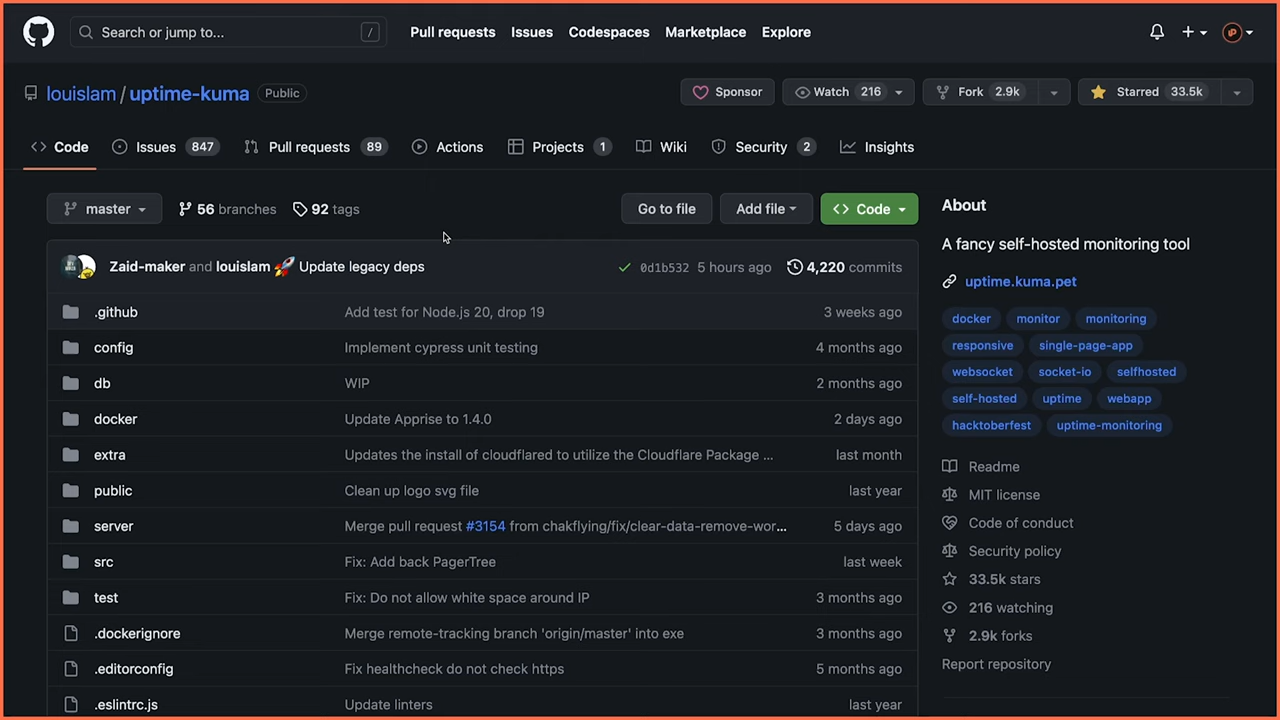 Search or jump to... /
Pull requests Issues Codespaces Marketplace Explore
louislam / uptime-kuma Public
Sponsor Watch 216 Fork 2.9k Starred 33.5k
Code Issues 847 Pull requests 89 Actions Projects 1 Wiki Security 2 Insights
master 56 branches 92 tags Go to file Add file Code
Zaid-maker and louislam 🚀 Update legacy deps 0d1b532 5 hours ago 4,220 commits
.github Add test for Node.js 20, drop 19 3 weeks ago
config Implement cypress unit testing 4 months ago
db WIP 2 months ago
docker Update Apprise to 1.4.0 2 days ago
extra Updates the install of cloudflared to utilize the Cloudflare Package ... last month
public Clean up logo svg file last year
server Merge pull request #3154 from chakflying/fix/clear-data-remove-wor... 5 days ago
src Fix: Add back PagerTree last week
test Fix: Do not allow white space around IP 3 months ago
.dockerignore Merge remote-tracking branch 'origin/master' into exe 3 months ago
.editorconfig Fix healthcheck do not check https 5 months ago
.eslintrc.js Update linters last year
About
A fancy self-hosted monitoring tool
uptime.kuma.pet
docker monitor monitoring
responsive single-page-app
websocket socket-io selfhosted
self-hosted uptime webapp
hacktoberfest uptime-monitoring
Readme
MIT license
Code of conduct
Security policy
33.5k stars
216 watching
2.9k forks
Report repository